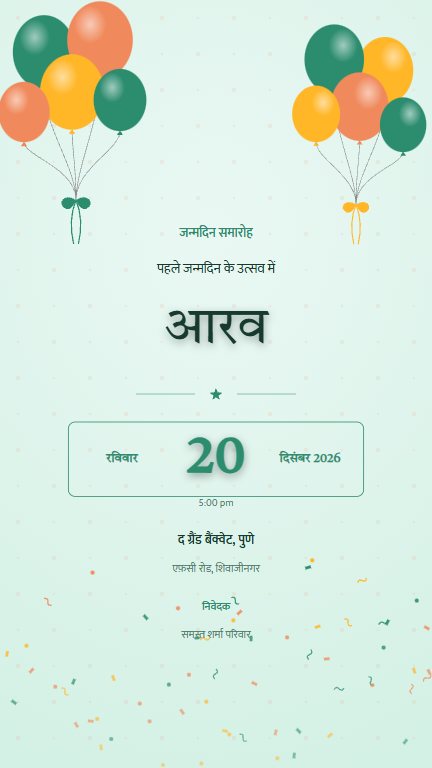 जन्मदिन समारोह
पहले जन्मदिन के उत्सव में
आरव
रविवार 20 दिसंबर 2026
5:00 pm
द ग्रैंड बैंक्वेट, पुणे
एफ़सी रोड, शिवाजीनगर
निवेदक
समस्त शर्मा परिवार